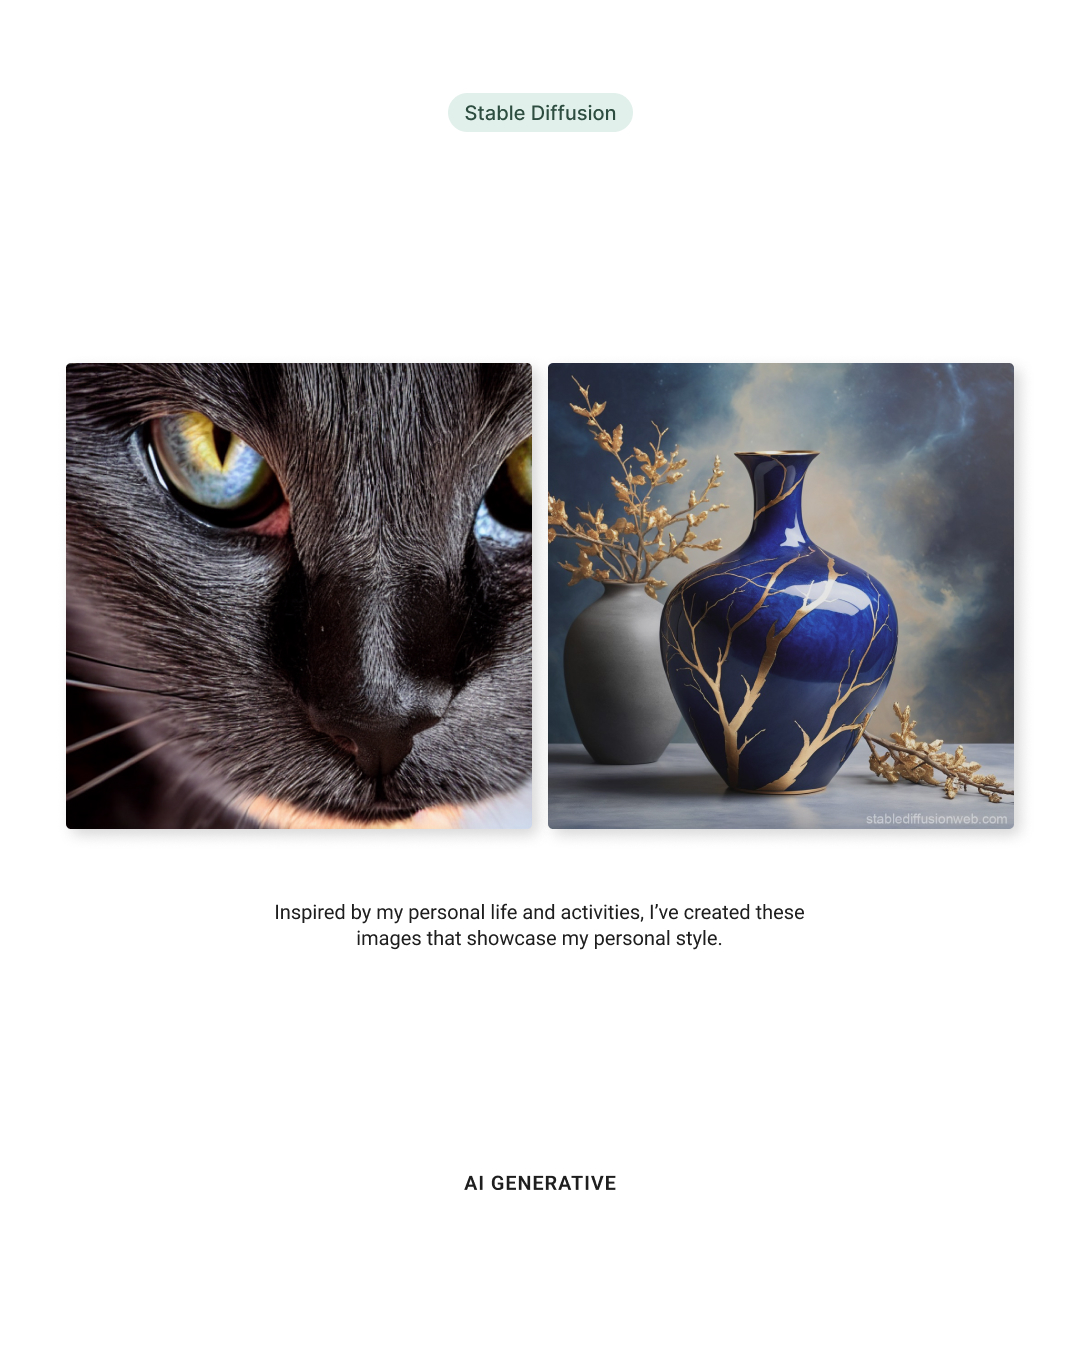 Stable Diffusion
stablediffusionweb.com
Inspired by my personal life and activities, I’ve created these
images that showcase my personal style.
AI GENERATIVE